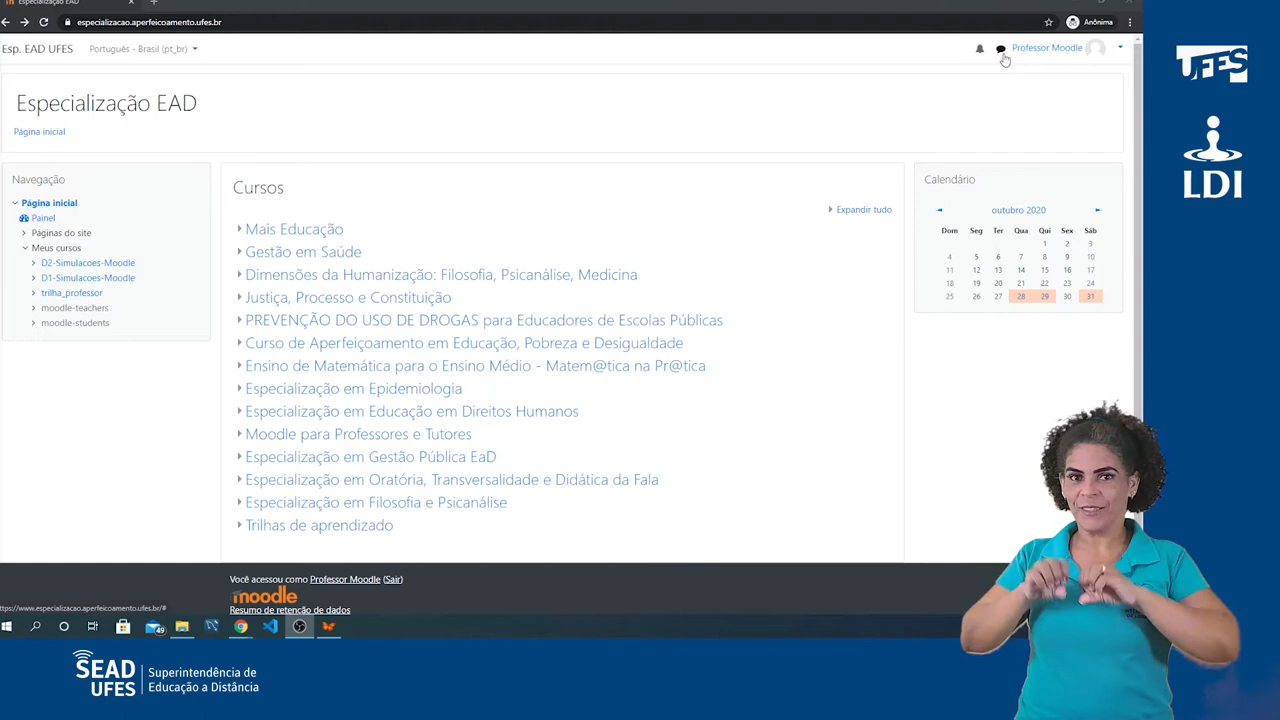 Especialização EAD
especializacao.aperfeicoamento.ufes.br
Anônima
Esp. EAD UFES
Português - Brasil (pt_br)
Professor Moodle
Especialização EAD
Página inicial
Navegação
Página inicial
Painel
Páginas do site
Meus cursos
D2-Simulacoes-Moodle
D1-Simulacoes-Moodle
trilha_professor
moodle-teachers
moodle-students
Cursos
Expandir tudo
Mais Educação
Gestão em Saúde
Dimensões da Humanização: Filosofia, Psicanálise, Medicina
Justiça, Processo e Constituição
PREVENÇÃO DO USO DE DROGAS para Educadores de Escolas Públicas
Curso de Aperfeiçoamento em Educação, Pobreza e Desigualdade
Ensino de Matemática para o Ensino Médio - Matem@tica na Pr@tica
Especialização em Epidemiologia
Especialização em Educação em Direitos Humanos
Moodle para Professores e Tutores
Especialização em Gestão Pública EaD
Especialização em Oratória, Transversalidade e Didática da Fala
Especialização em Filosofia e Psicanálise
Trilhas de aprendizado
Calendário
outubro 2020
Dom Seg Ter Qua Qui Sex Sáb
1 2 3
4 5 6 7 8 9 10
11 12 13 14 15 16 17
18 19 20 21 22 23 24
25 26 27 28 29 30 31
Você acessou como Professor Moodle (Sair)
moodle
Resumo de retenção de dados
ttps://www.especializacao.aperfeicoamento.ufes.br/#
49
UFES
LDI
SEAD
UFES
Superintendência de
Educação a Distância